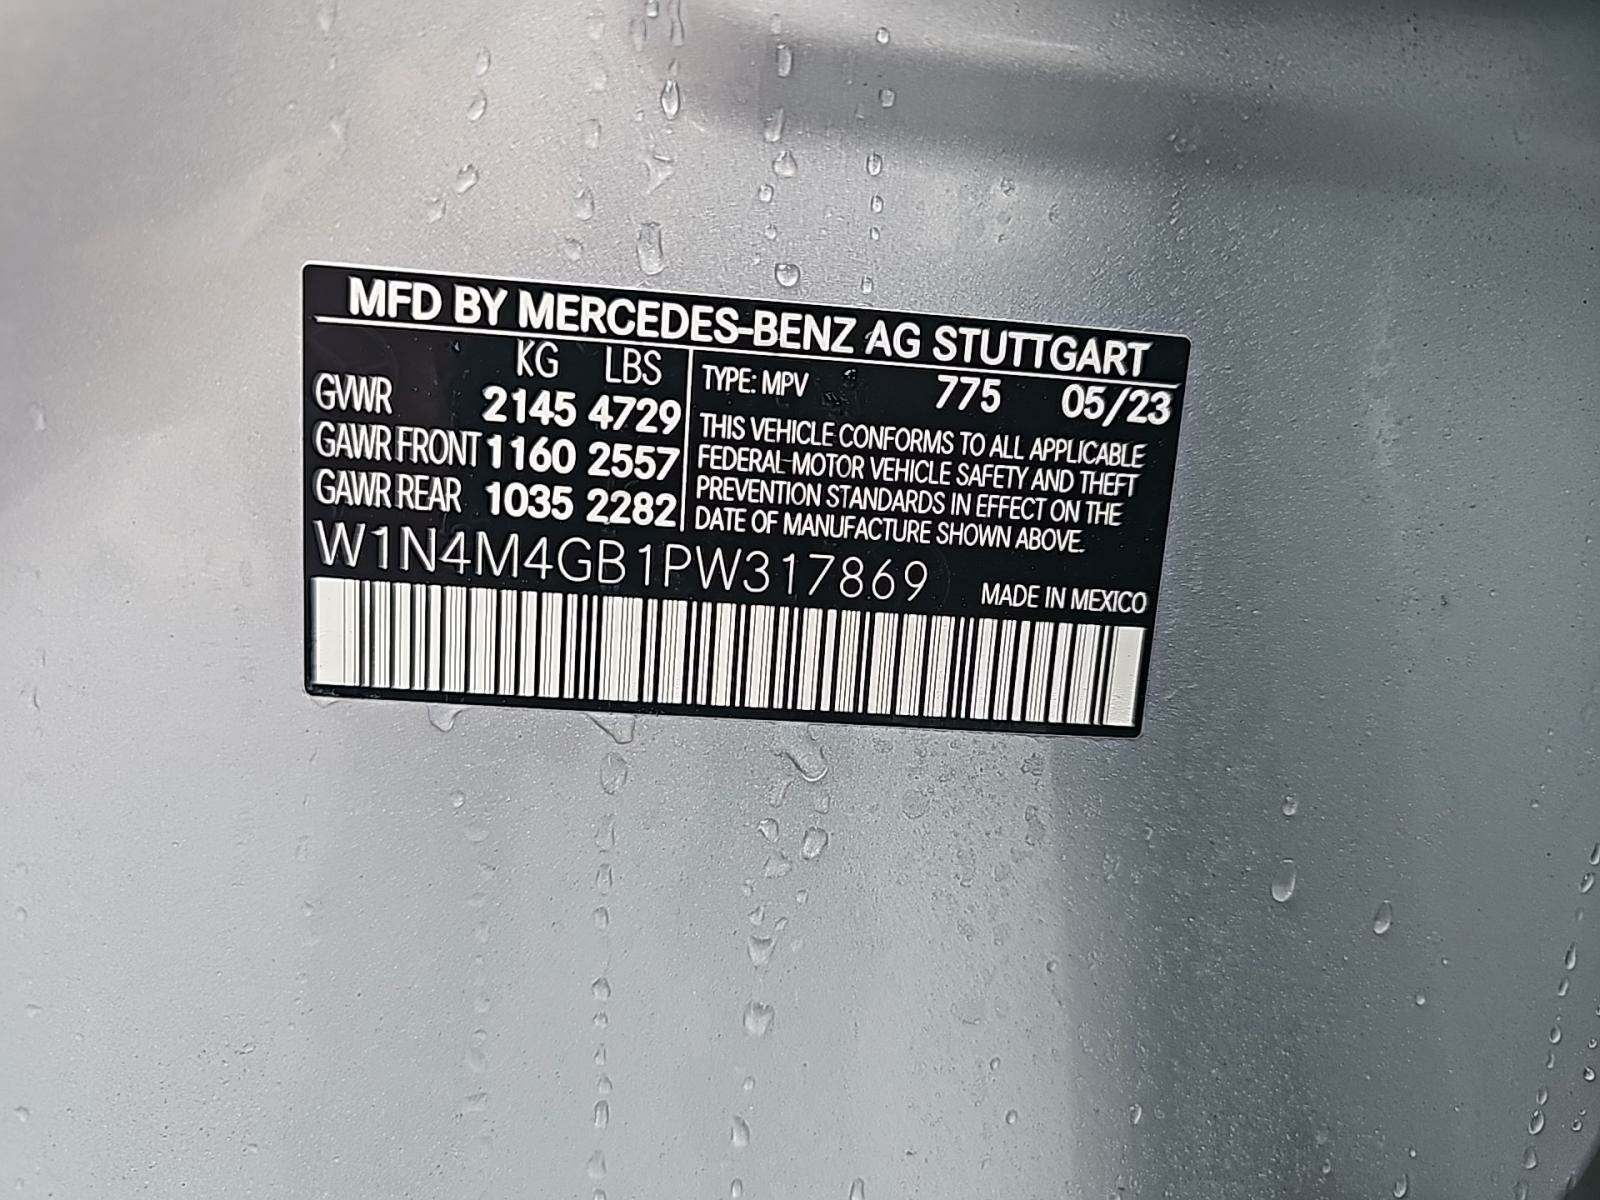 MFD BY MERCEDES-BENZ AG STUTTGART
KG LBS
GVWR 2145 4729
GAWR FRONT 1160 2557
GAWR REAR 1035 2282
TYPE: MPV 775 05/23
THIS VEHICLE CONFORMS TO ALL APPLICABLE
FEDERAL MOTOR VEHICLE SAFETY AND THEFT
PREVENTION STANDARDS IN EFFECT ON THE
DATE OF MANUFACTURE SHOWN ABOVE.
W1N4M4GB1PW317869
MADE IN MEXICO